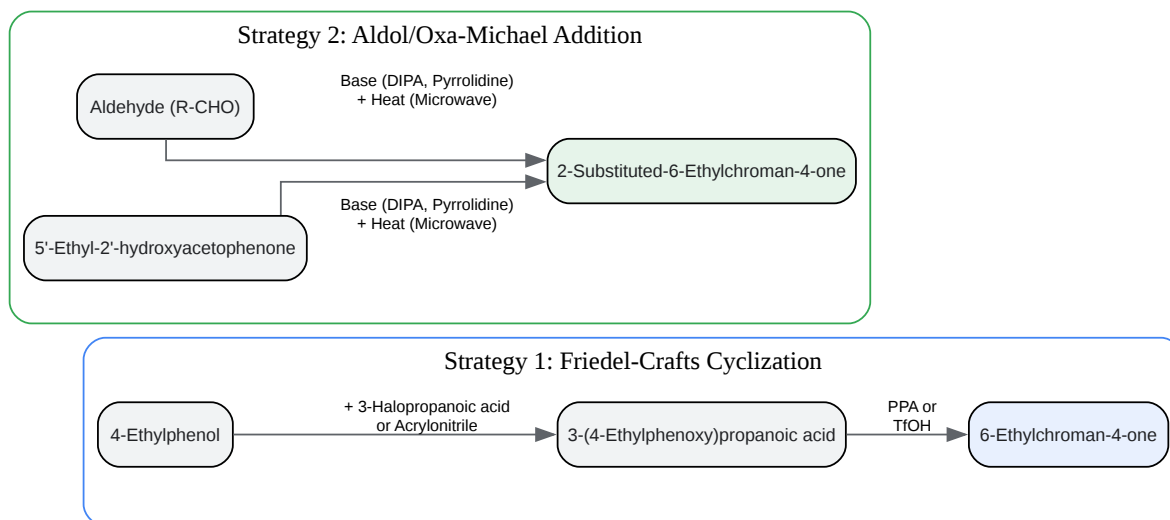 Strategy 2: Aldol/Oxa-Michael Addition
Base (DIPA, Pyrrolidine)
+ Heat (Microwave)
Aldehyde (R-CHO)
2-Substituted-6-Ethylchroman-4-one
Base (DIPA, Pyrrolidine)
+ Heat (Microwave)
5'-Ethyl-2'-hydroxyacetophenone
Strategy 1: Friedel-Crafts Cyclization
4-Ethylphenol
+ 3-Halopropanoic acid
or Acrylonitrile
3-(4-Ethylphenoxy)propanoic acid
PPA or
TfOH
6-Ethylchroman-4-one